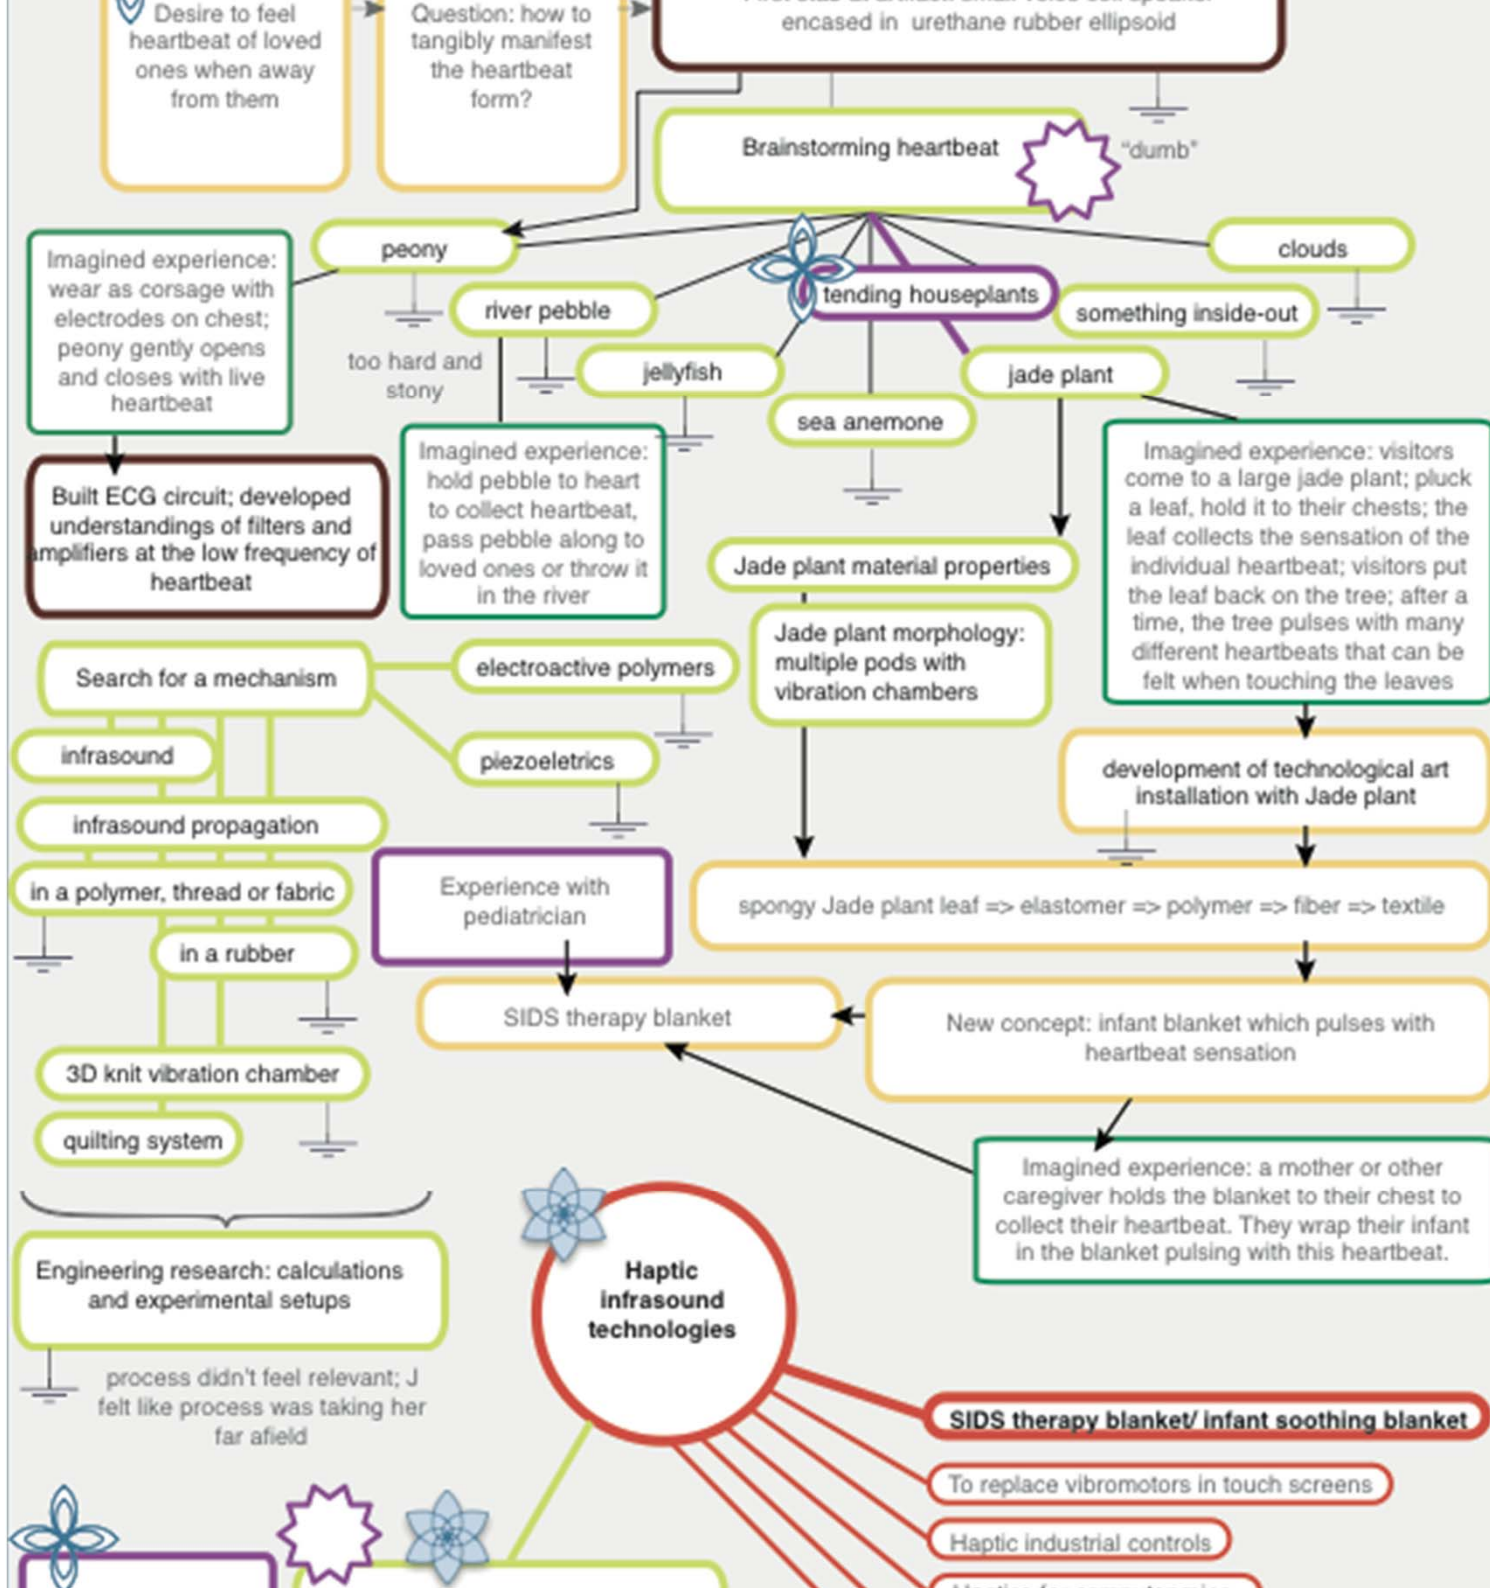 Desire to feel
heartbeat of loved
ones when away
from them
Question: how to
tangibly manifest
the heartbeat
form?
encased in urethane rubber ellipsoid
Brainstorming heartbeat
"dumb"
peony
clouds
Imagined experience:
wear as corsage with
electrodes on chest;
peony gently opens
and closes with live
heartbeat
river pebble
tending houseplants
something inside-out
too hard and
stony
jellyfish
jade plant
sea anemone
Imagined experience:
hold pebble to heart
to collect heartbeat,
pass pebble along to
loved ones or throw it
in the river
Imagined experience: visitors
come to a large jade plant; pluck
a leaf, hold it to their chests; the
leaf collects the sensation of the
individual heartbeat; visitors put
the leaf back on the tree; after a
time, the tree pulses with many
different heartbeats that can be
felt when touching the leaves
Built ECG circuit; developed
understandings of filters and
amplifiers at the low frequency of
heartbeat
Jade plant material properties
Jade plant morphology:
multiple pods with
vibration chambers
Search for a mechanism
electroactive polymers
infrasound
piezoeletrics
development of technological art
installation with Jade plant
infrasound propagation
in a polymer, thread or fabric
Experience with
pediatrician
spongy Jade plant leaf => elastomer => polymer => fiber => textile
in a rubber
SIDS therapy blanket
New concept: infant blanket which pulses with
heartbeat sensation
3D knit vibration chamber
quilting system
Imagined experience: a mother or other
caregiver holds the blanket to their chest to
collect their heartbeat. They wrap their infant
in the blanket pulsing with this heartbeat.
Engineering research: calculations
and experimental setups
Haptic
infrasound
technologies
process didn't feel relevant; J
felt like process was taking her
far afield
SIDS therapy blanket/ infant soothing blanket
To replace vibromotors in touch screens
Haptic industrial controls